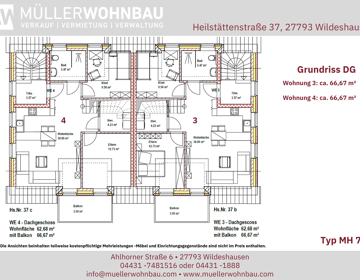 MÜLLERWOHNBAU
VERKAUF | VERMIETUNG | VERWALTUNG
Heilstättenstraße 37, 27793 Wildeshau
Grundriss DG
Wohnung 3: ca. 66,67 m²
Wohnung 4: ca. 66,67 m²
4
3
Hs.Nr. 37 c
WE 4 - Dachgeschoss
Wohnfläche 62,68 m²
mit Balkon 66,67 m²
Balkon
Balkon
Hs.Nr. 37 b
WE 3 - Dachgeschoss
Wohnfläche 62,68 m²
mit Balkon 66,67 m²
Typ MH 7
Die Ansichten beinhalten teilweise kostenpflichtige Mehrleistungen -Möbel und Einrichtungsgegenstände sind nicht im Preis enthalten.
Ahlhorner Straße 6 • 27793 Wildeshausen
04431 -7481516 oder 04431 -1888
info@muellerwohnbau.com | www.muellerwohnbau.com